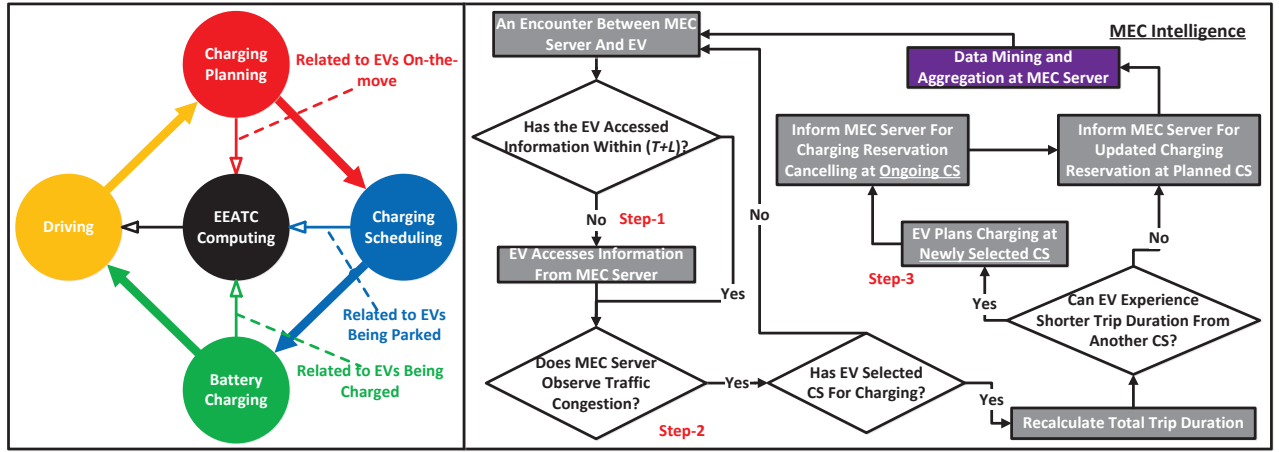 Charging
Planning
Related to EVs On-the-
move
Driving
EEATC
Computing
Charging
Scheduling
Related to EVs
Being Parked
Battery
Charging
Related to EVs Being
Charged
MEC Intelligence
An Encounter Between MEC
Server And EV
Data Mining and
Aggregation at MEC Server
Has the EV Accessed
Information Within (T+L)?
Inform MEC Server For
Charging Reservation
Cancelling at Ongoing CS
Inform MEC Server For
Updated Charging
Reservation at Planned CS
No
Step-1
No
EV Accesses Information
From MEC Server
Yes
EV Plans Charging at
Newly Selected CS
Step-3
No
Yes
Can EV Experience
Shorter Trip Duration From
Another CS?
Does MEC Server
Observe Traffic
Congestion?
Yes
Step-2
Has EV Selected
CS For Charging?
Yes
Recalculate Total Trip Duration